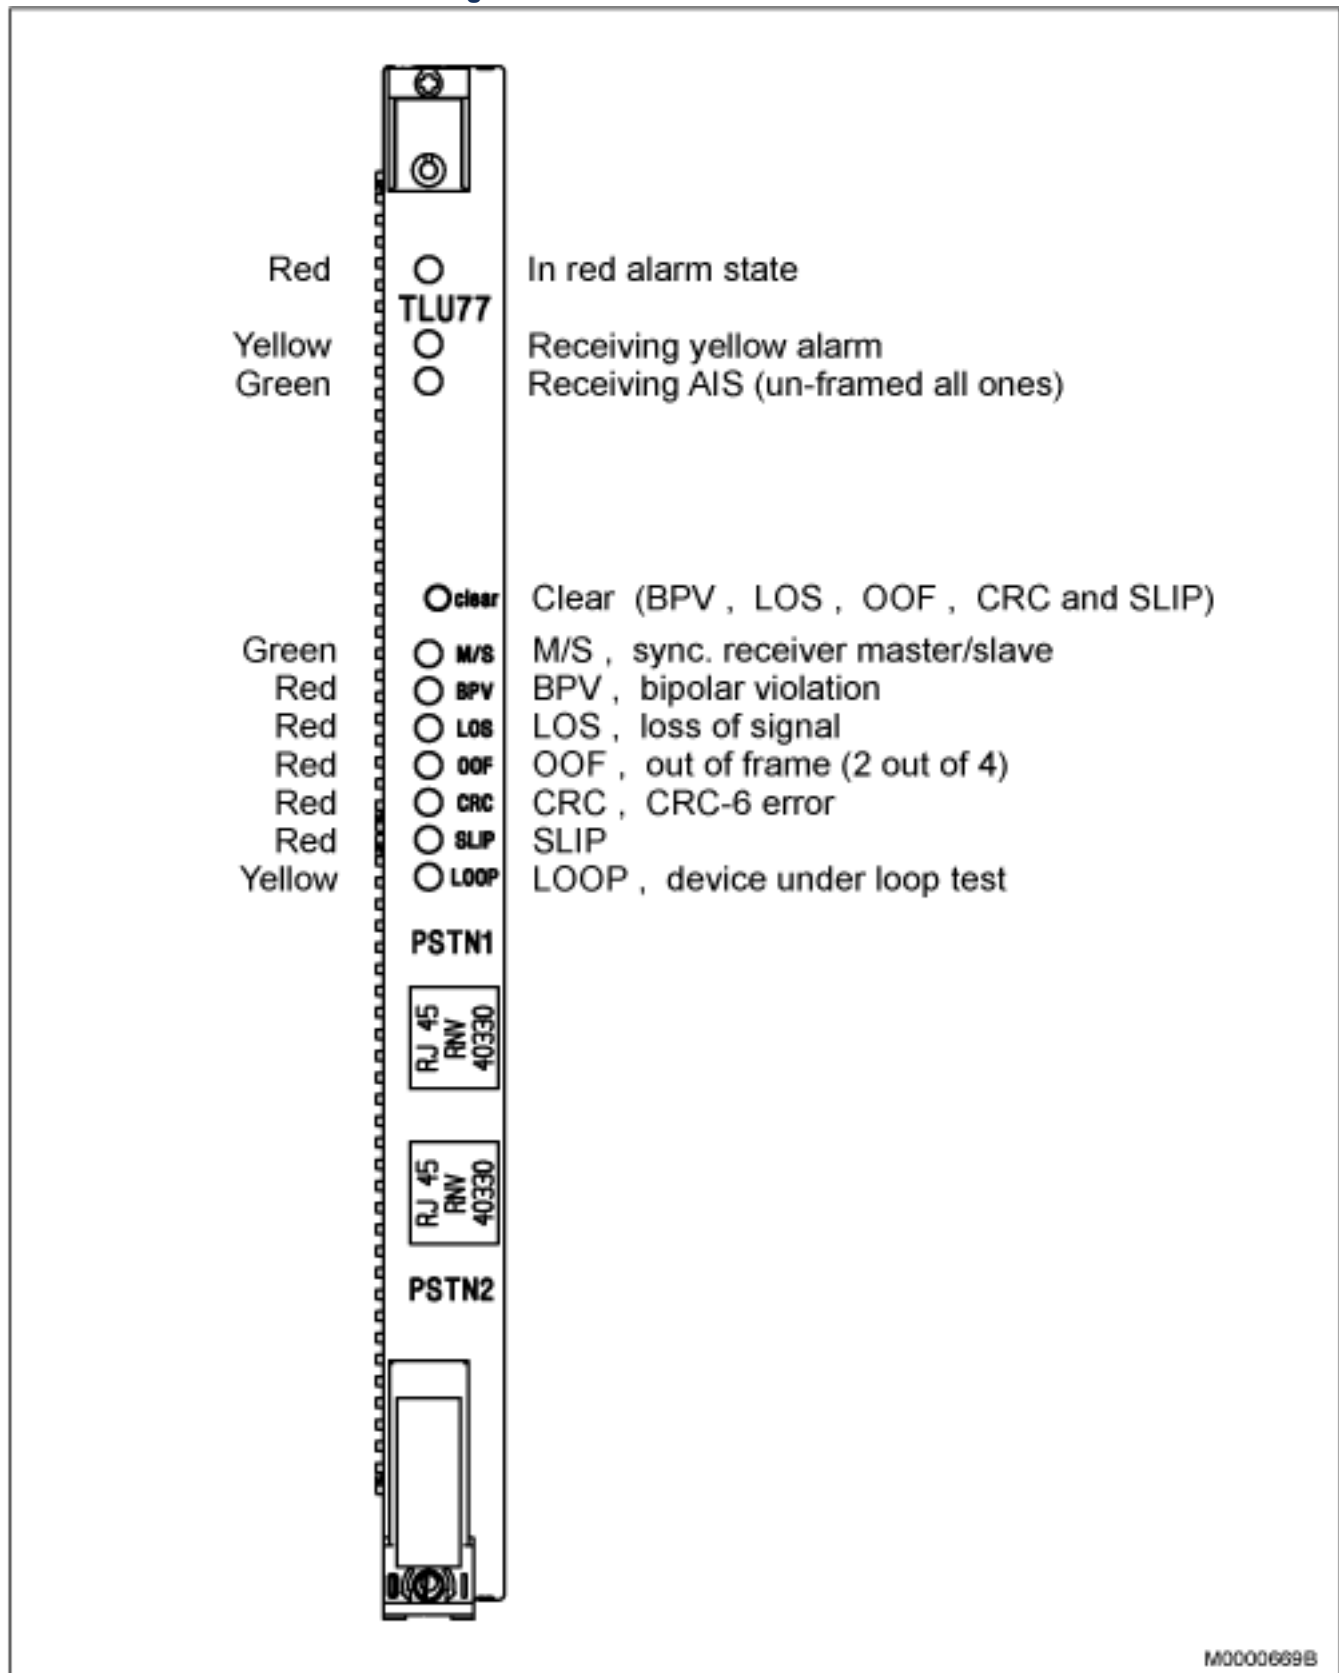 Red In red alarm state
TLU77
Yellow Receiving yellow alarm
Green Receiving AIS (un-framed all ones)
clear Clear (BPV , LOS , OOF , CRC and SLIP)
Green M/S M/S , sync. receiver master/slave
Red BPV BPV , bipolar violation
Red LOS LOS , loss of signal
Red OOF OOF , out of frame (2 out of 4)
Red CRC CRC , CRC-6 error
Red SLIP SLIP
Yellow LOOP LOOP , device under loop test
PSTN1
RJ 45
RNV
40330
RJ 45
RNV
40330
PSTN2
M0000669B